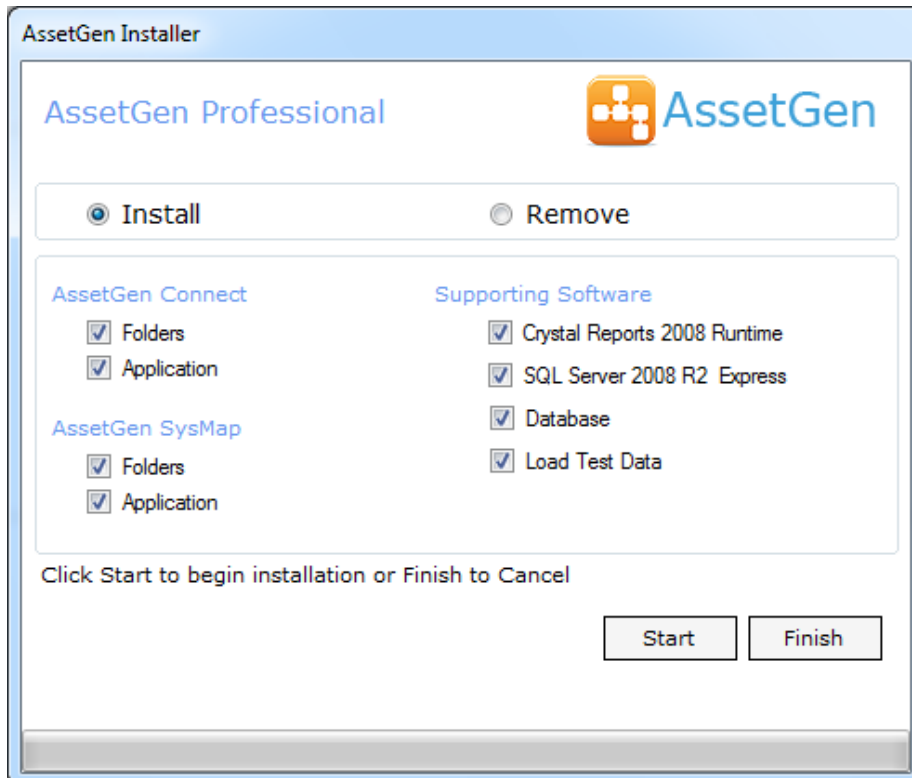 AssetGen Installer
AssetGen Professional
AssetGen
Install
Remove
AssetGen Connect
Folders
Application
AssetGen SysMap
Folders
Application
Supporting Software
Crystal Reports 2008 Runtime
SQL Server 2008 R2 Express
Database
Load Test Data
Click Start to begin installation or Finish to Cancel
Start
Finish